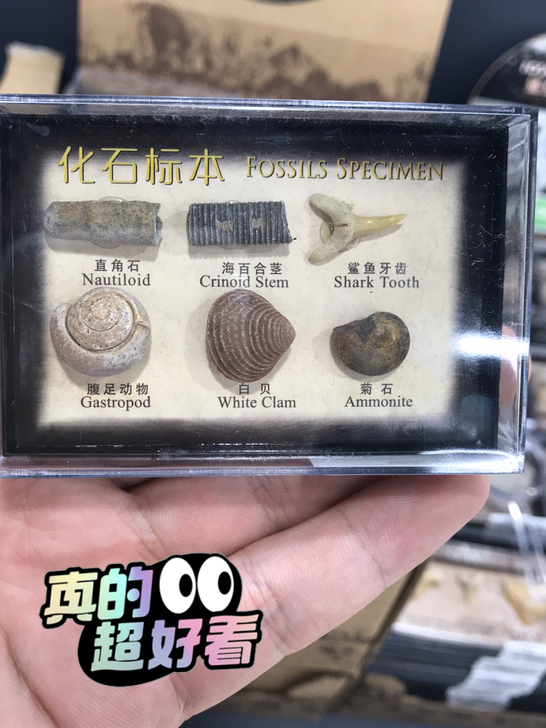 化石标本 FOSSILS SPECIMEN
直角石
Nautiloid
海百合茎
Crinoid Stem
鲨鱼牙齿
Shark Tooth
腹足动物
Gastropod
白贝
White Clam
菊石
Ammonite
真的
超好看